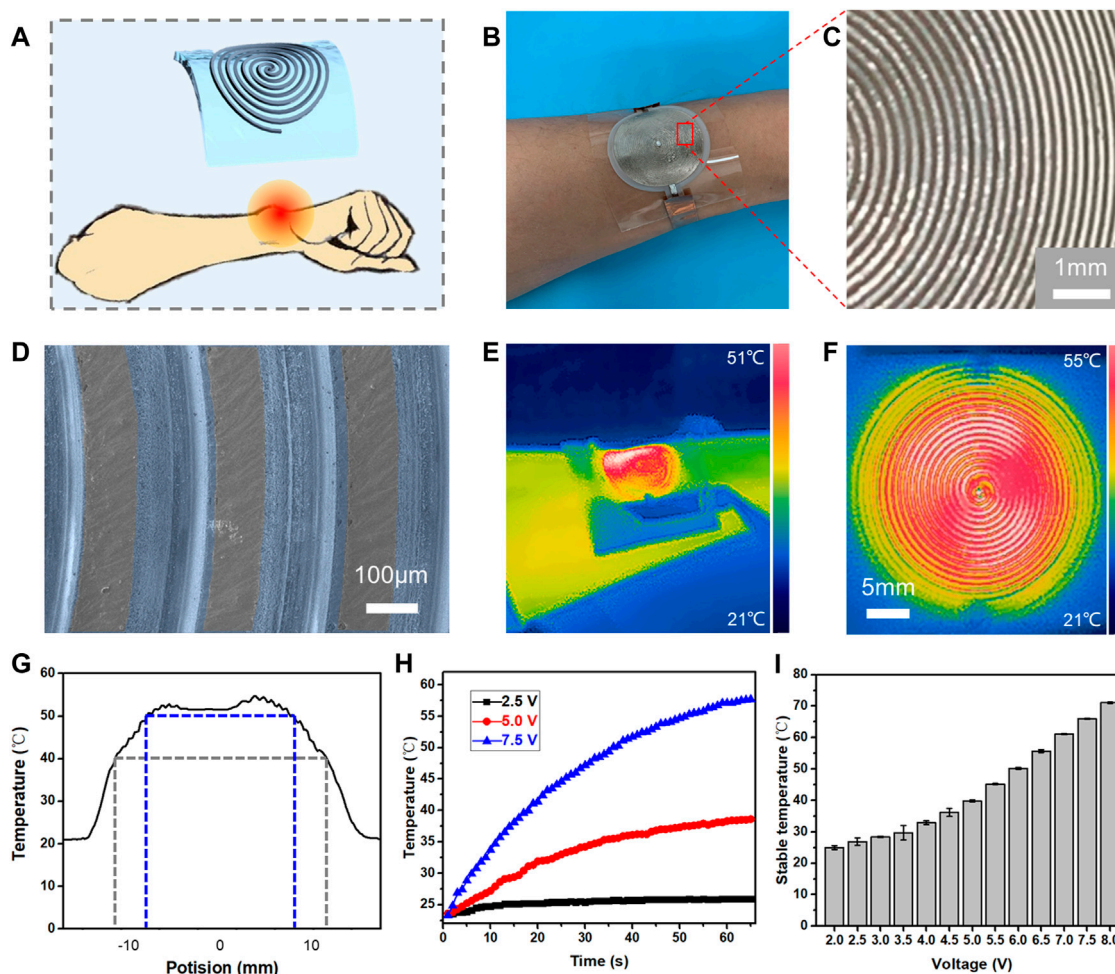 A
B
C
1mm
D
100μm
E
51℃
21℃
F
55℃
5mm
21℃
G
Temperature (℃)
60
50
40
30
20
10
0
-10
0
10
Potision (mm)
H
Temperature (℃)
60
55
50
45
40
35
30
25
2.5 V
5.0 V
7.5 V
0
10
20
30
40
50
60
Time (s)
I
Stable temperature (℃)
80
70
60
50
40
30
20
10
0
2.0 2.5 3.0 3.5 4.0 4.5 5.0 5.5 6.0 6.5 7.0 7.5 8.0
Voltage (V)